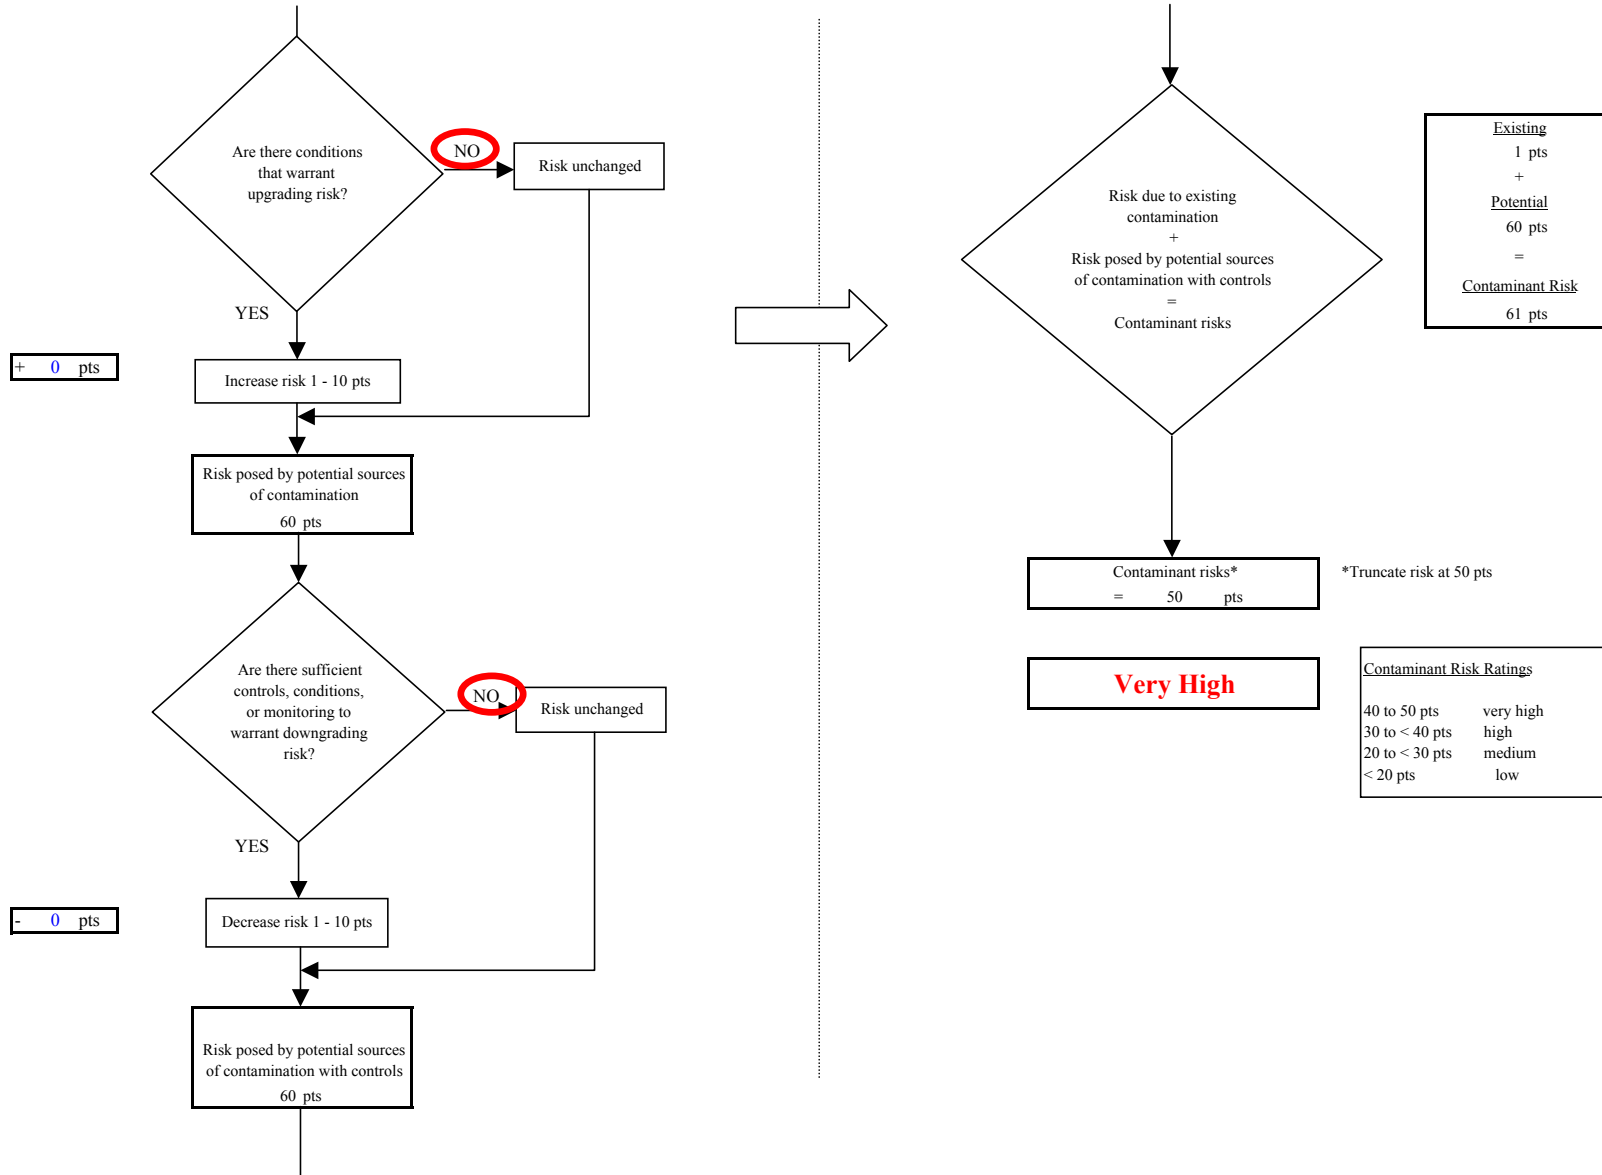 Are there conditions
that warrant
upgrading risk?
NO
Risk unchanged
YES
+ 0 pts
Increase risk 1 - 10 pts
Risk posed by potential sources
of contamination
60 pts
Are there sufficient
controls, conditions,
or monitoring to
warrant downgrading
risk?
NO
Risk unchanged
YES
- 0 pts
Decrease risk 1 - 10 pts
Risk posed by potential sources
of contamination with controls
60 pts
Risk due to existing
contamination
+
Risk posed by potential sources
of contamination with controls
=
Contaminant risks
Existing
1 pts
+
Potential
60 pts
=
Contaminant Risk
61 pts
Contaminant risks*
= 50 pts
*Truncate risk at 50 pts
Very High
Contaminant Risk Ratings
40 to 50 pts very high
30 to < 40 pts high
20 to < 30 pts medium
< 20 pts low